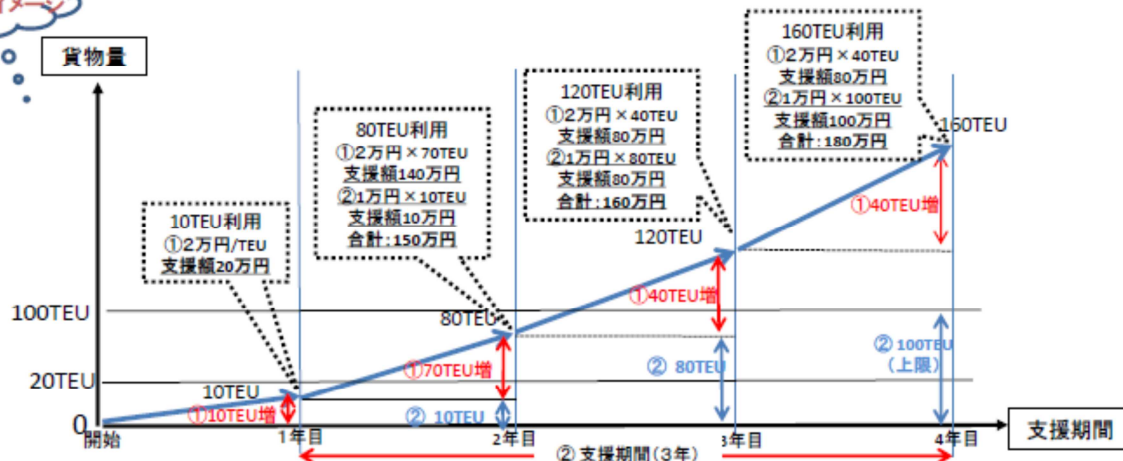 イメージ
貨物量
160TEU利用
①2万円×40TEU
支援額80万円
②1万円×100TEU
支援額100万円
合計:180万円
120TEU利用
①2万円×40TEU
支援額80万円
②1万円×80TEU
支援額80万円
合計:160万円
80TEU利用
①2万円×70TEU
支援額140万円
②1万円×10TEU
支援額10万円
合計:150万円
10TEU利用
①2万円/TEU
支援額20万円
160TEU
①40TEU増
120TEU
①40TEU増
100TEU
80TEU
② 100TEU
(上限)
② 80TEU
①70TEU増
20TEU
10TEU
①10TEU増
② 10TEU
0
開始
1年目
2年目
3年目
4年目
支援期間
② 支援期間(3年)